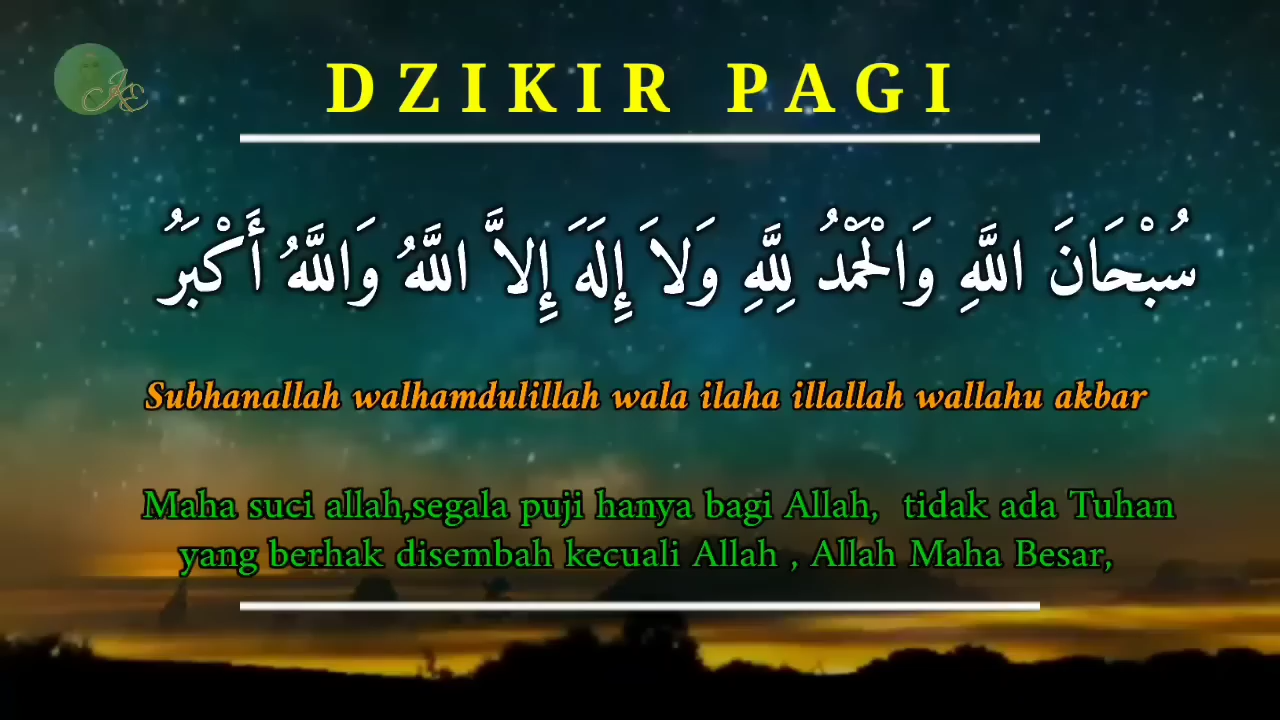 DZIKIR PAGI
سُبْحَانَ اللَّهِ وَالْحَمْدُ لِلَّهِ وَلاَ إِلَهَ إِلاَّ اللَّهُ وَاللَّهُ أَكْبَرُ
Subhanallah walhamdulillah wala ilaha illallah wallahu akbar
Maha suci allah,segala puji hanya bagi Allah,  tidak ada Tuhan
yang berhak disembah kecuali Allah , Allah Maha Besar,